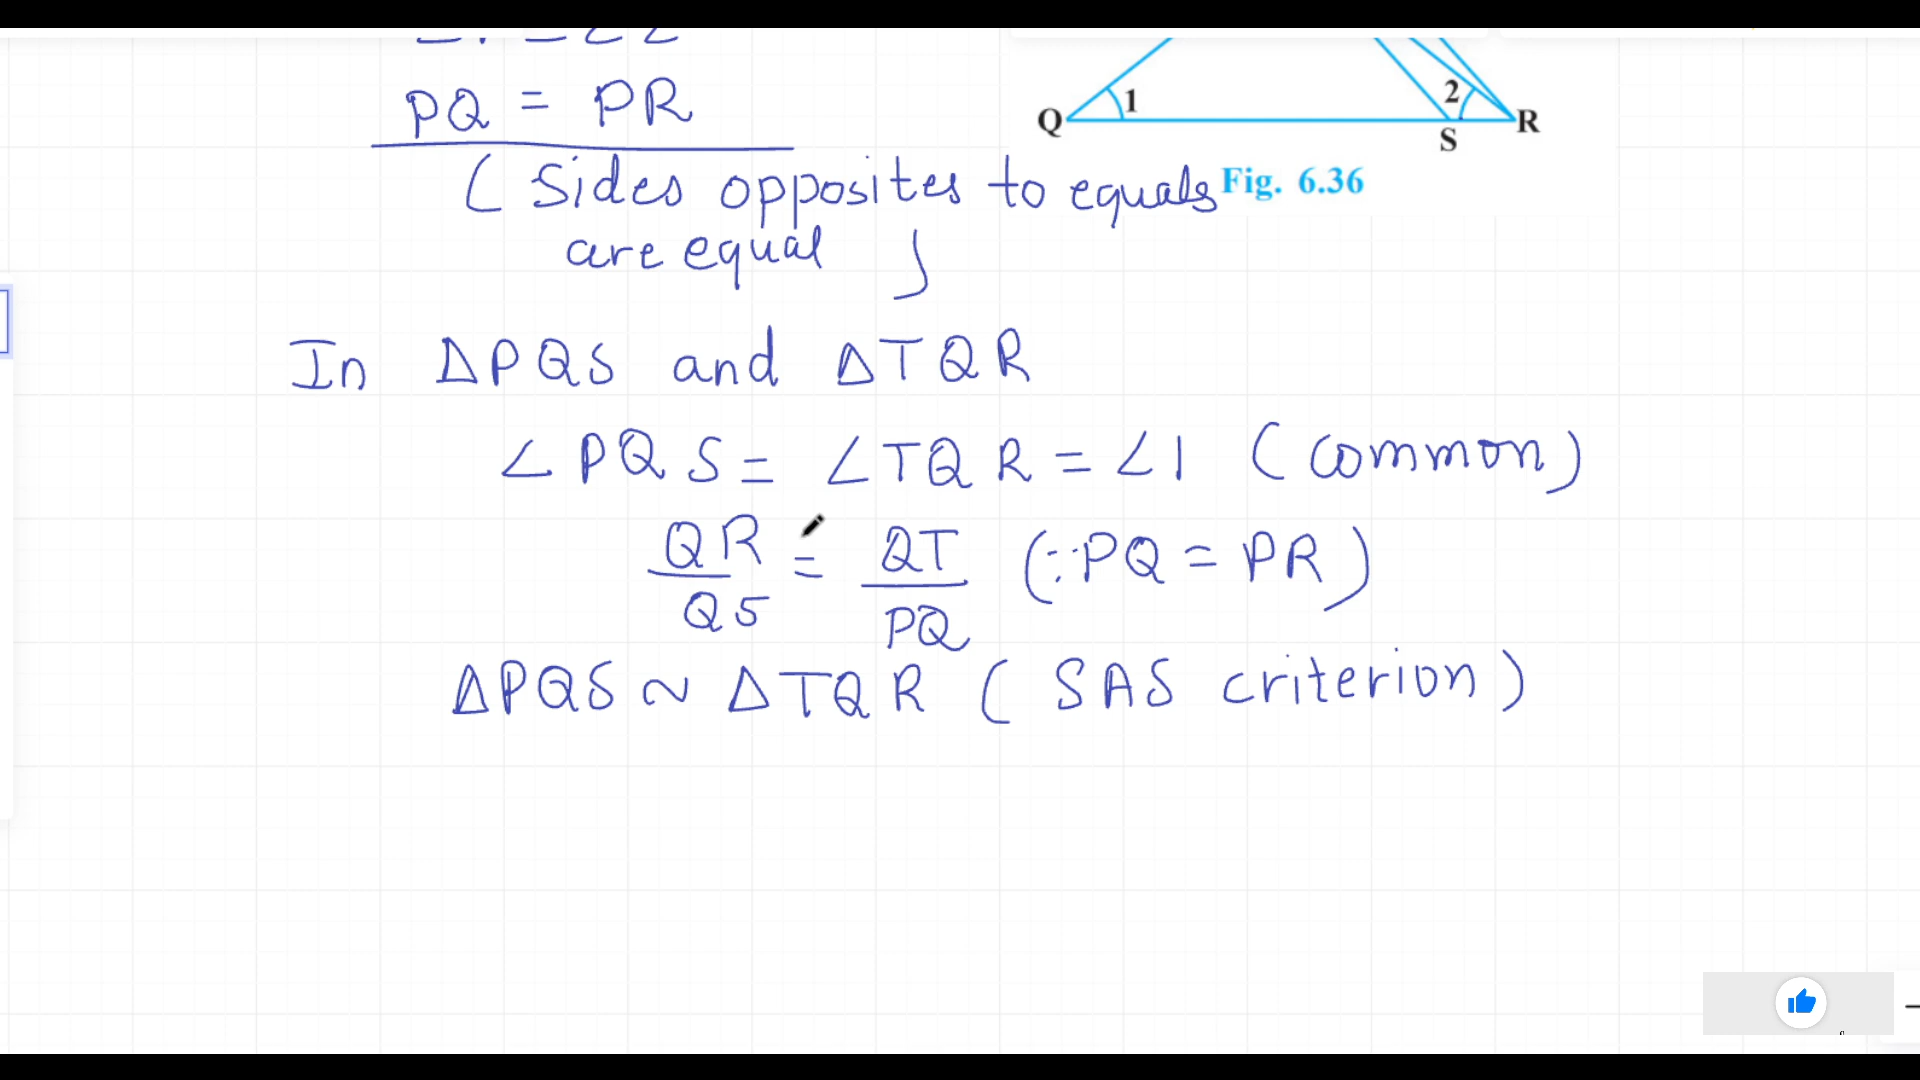 PQ = PR
( Sides opposites to equals
are equal )
1
2
Q
S
R
Fig. 6.36
In ΔPQS and ΔTQR
∠PQS = ∠TQR = ∠1 (common)
QR/QS = QT/PQ (∵PQ = PR)
ΔPQS ~ ΔTQR ( SAS criterion )